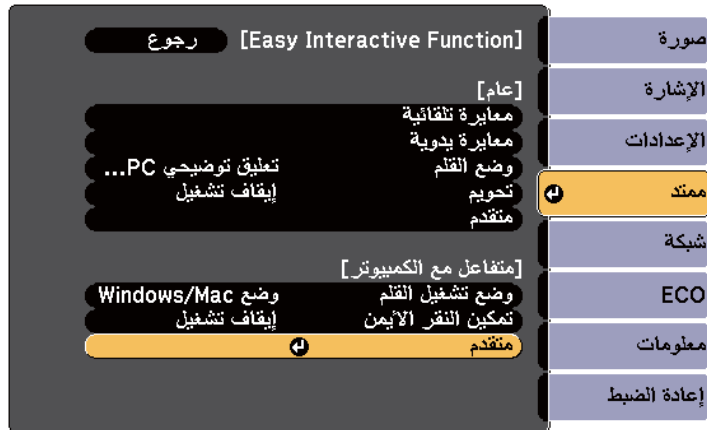 صورة
الإشارة
الإعدادات
ممتد
شبكة
ECO
معلومات
إعادة الضبط
[Easy Interactive Function] رجوع
[عام]
معايرة تلقائية
معايرة يدوية
وضع القلم تعليق توضيحي PC...
تحويم إيقاف تشغيل
متقدم
[متفاعل مع الكمبيوتر]
وضع تشغيل القلم وضع Windows/Mac
تمكين النقر الأيمن إيقاف تشغيل
متقدم